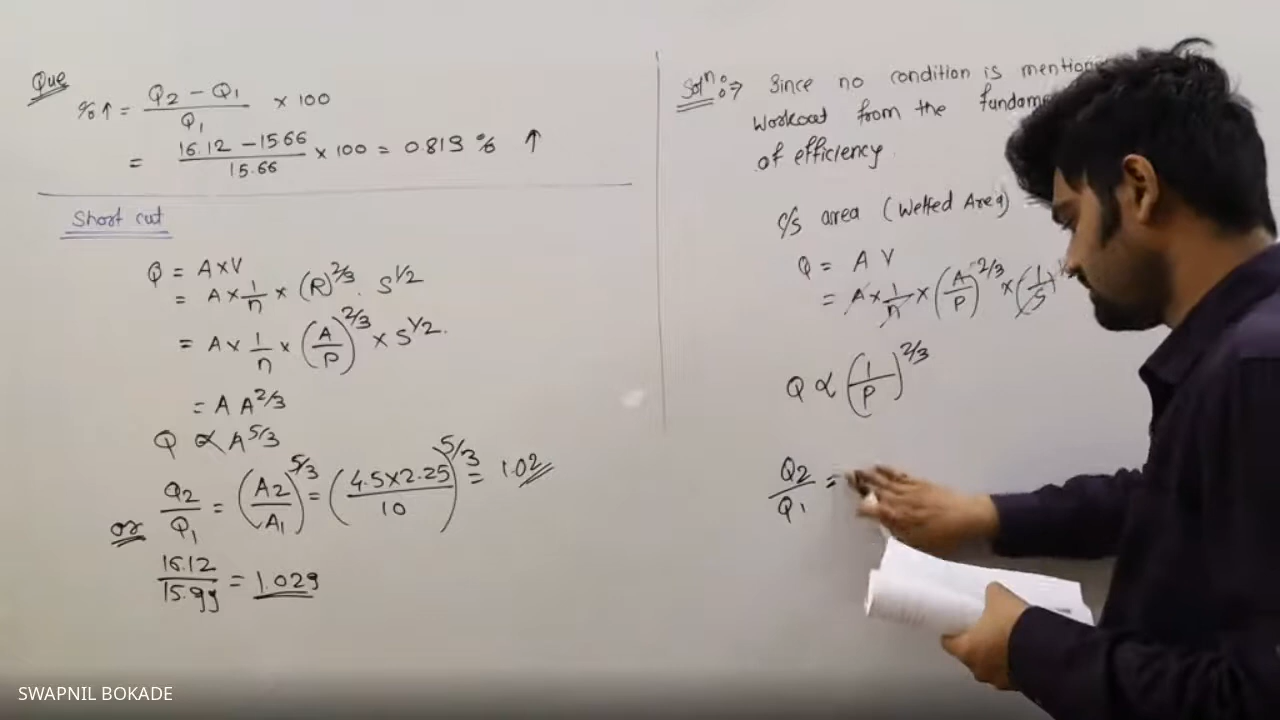 Que
%↑ = Q2 - Q1 / Q1 × 100
= 16.12 - 15.66 / 15.66 × 100 = 0.819 % ↑
Short cut
Q = A×V
= A × 1/n × (R)^2/3 . S^1/2
= A × 1/n × (A/P)^2/3 × S^1/2.
= A A^2/3
Q ∝ A^5/3
or Q2/Q1 = (A2/A1)^5/3 = (4.5×2.25/10)^5/3 = 1.02
16.12/15.99 = 1.029
Soln :→ Since no condition is mention
workout from the fundam
of efficiency.
c/s area (Wetted Area) =
Q = A V
= A × 1/n × (A/P)^2/3 × (1/S)
Q ∝ (1/P)^2/3
Q2/Q1 =
SWAPNIL BOKADE